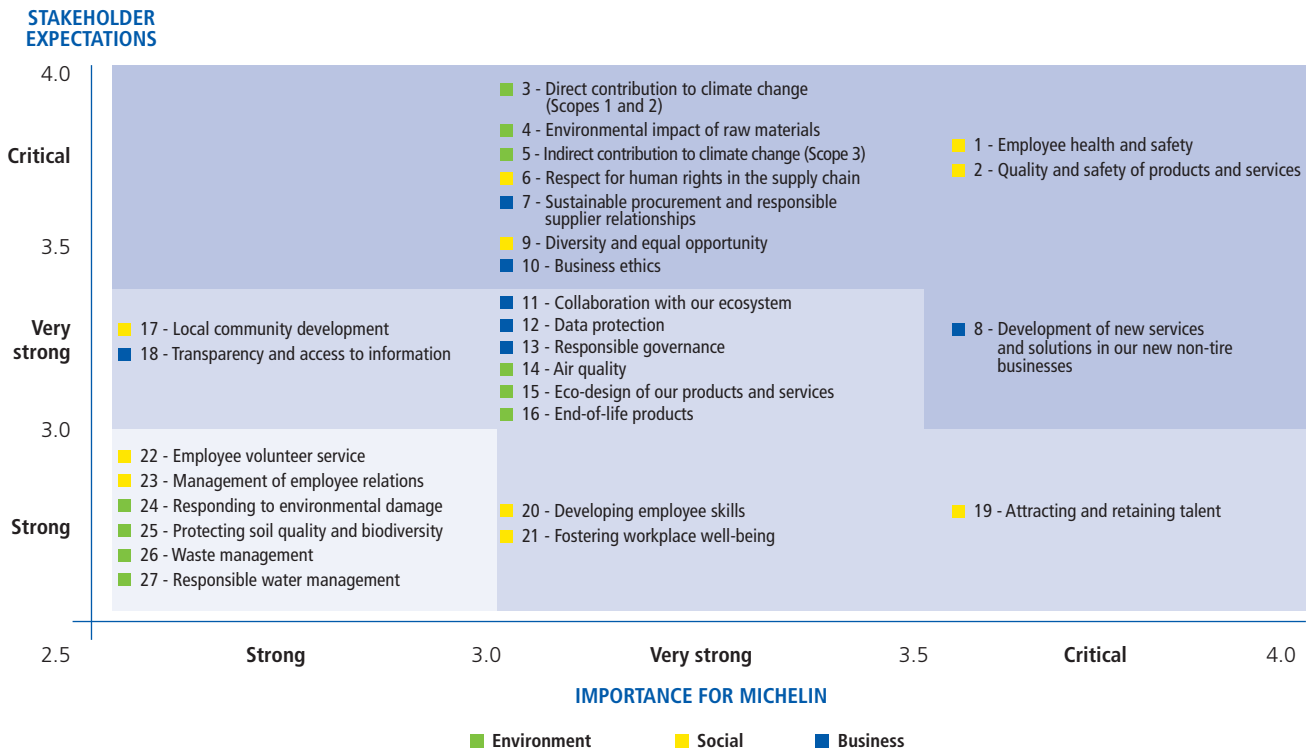 STAKEHOLDER
EXPECTATIONS
4.0
Critical
3.5
Very
strong
3.0
Strong
2.5
3 - Direct contribution to climate change
(Scopes 1 and 2)
4 - Environmental impact of raw materials
5 - Indirect contribution to climate change (Scope 3)
6 - Respect for human rights in the supply chain
7 - Sustainable procurement and responsible
supplier relationships
9 - Diversity and equal opportunity
10 - Business ethics
1 - Employee health and safety
2 - Quality and safety of products and services
17 - Local community development
18 - Transparency and access to information
11 - Collaboration with our ecosystem
12 - Data protection
13 - Responsible governance
14 - Air quality
15 - Eco-design of our products and services
16 - End-of-life products
8 - Development of new services
and solutions in our new non-tire
businesses
22 - Employee volunteer service
23 - Management of employee relations
24 - Responding to environmental damage
25 - Protecting soil quality and biodiversity
26 - Waste management
27 - Responsible water management
20 - Developing employee skills
21 - Fostering workplace well-being
19 - Attracting and retaining talent
Strong
3.0
Very strong
3.5
Critical
4.0
IMPORTANCE FOR MICHELIN
Environment
Social
Business